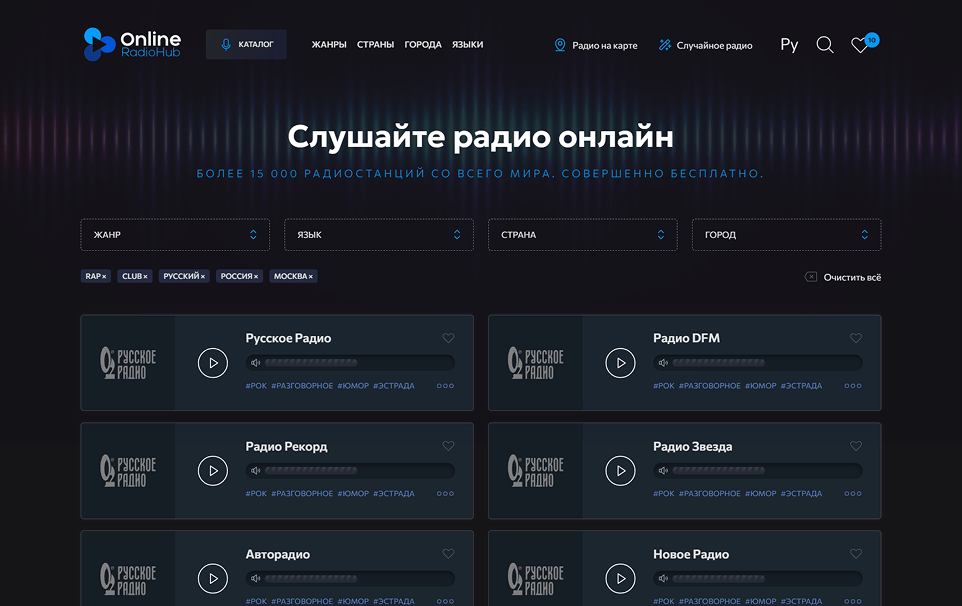 Online
RadioHub
КАТАЛОГ
ЖАНРЫ СТРАНЫ ГОРОДА ЯЗЫКИ
Радио на карте
Случайное радио
Ру
10
Слушайте радио онлайн
БОЛЕЕ 15 000 РАДИОСТАНЦИЙ СО ВСЕГО МИРА. СОВЕРШЕННО БЕСПЛАТНО.
ЖАНР
ЯЗЫК
СТРАНА
ГОРОД
RAP × CLUB × РУССКИЙ × РОССИЯ × МОСКВА ×
Очистить всё
РУССКОЕ
РАДИО
Русское Радио
#РОК #РАЗГОВОРНОЕ #ЮМОР #ЭСТРАДА
РУССКОЕ
РАДИО
Радио DFM
#РОК #РАЗГОВОРНОЕ #ЮМОР #ЭСТРАДА
РУССКОЕ
РАДИО
Радио Рекорд
#РОК #РАЗГОВОРНОЕ #ЮМОР #ЭСТРАДА
РУССКОЕ
РАДИО
Радио Звезда
#РОК #РАЗГОВОРНОЕ #ЮМОР #ЭСТРАДА
РУССКОЕ
РАДИО
Авторадио
#РОК #РАЗГОВОРНОЕ #ЮМОР #ЭСТРАДА
РУССКОЕ
РАДИО
Новое Радио
#РОК #РАЗГОВОРНОЕ #ЮМОР #ЭСТРАДА